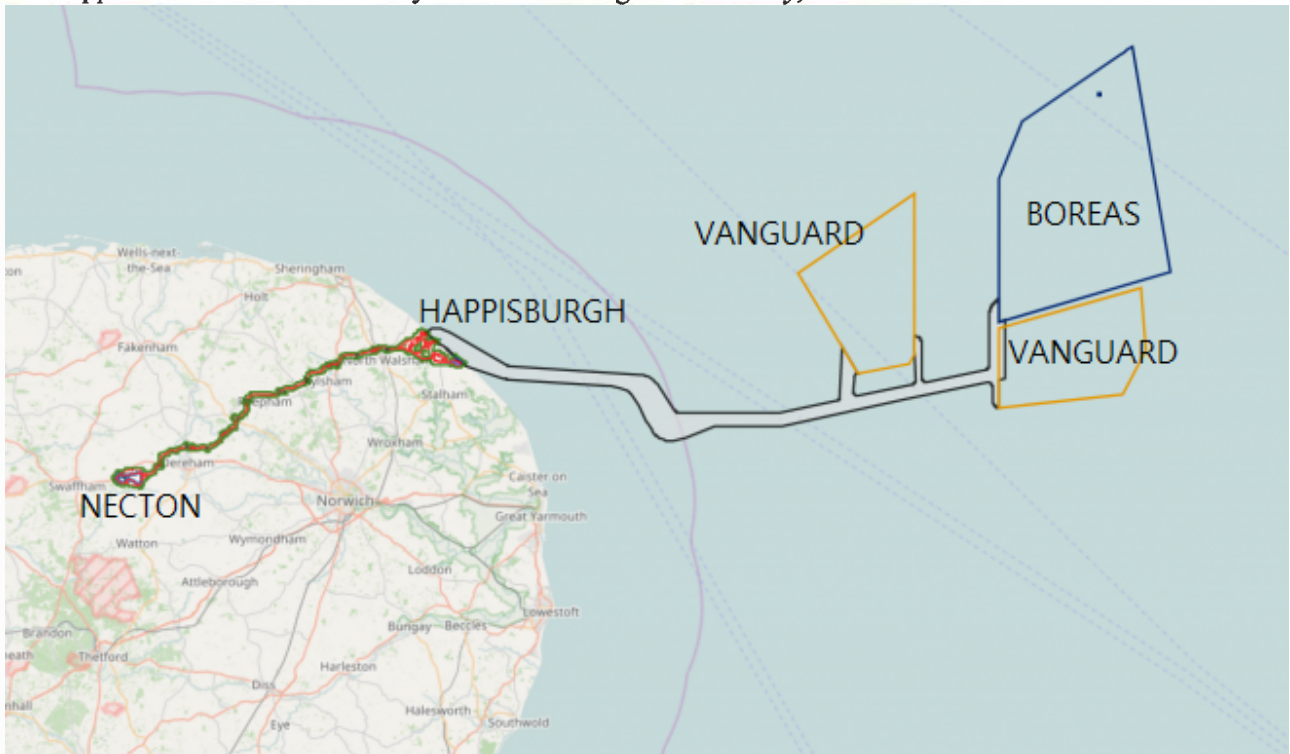 BOREAS
VANGUARD
Wells-next-
the-Sea
Sheringham
Holt
HAPPISBURGH
Fakenham
VANGUARD
North Walsham
Aylsham
Stalham
Reepham
Wroxham
Dereham
Swaffham
Caister on
Sea
NECTON
Norwich
Great Yarmouth
Watton
Wymondham
Loddon
Attleborough
Lowestoft
Bungay
Beccles
Brandon
Thetford
Harleston
Diss
Halesworth
Southwold
Eye